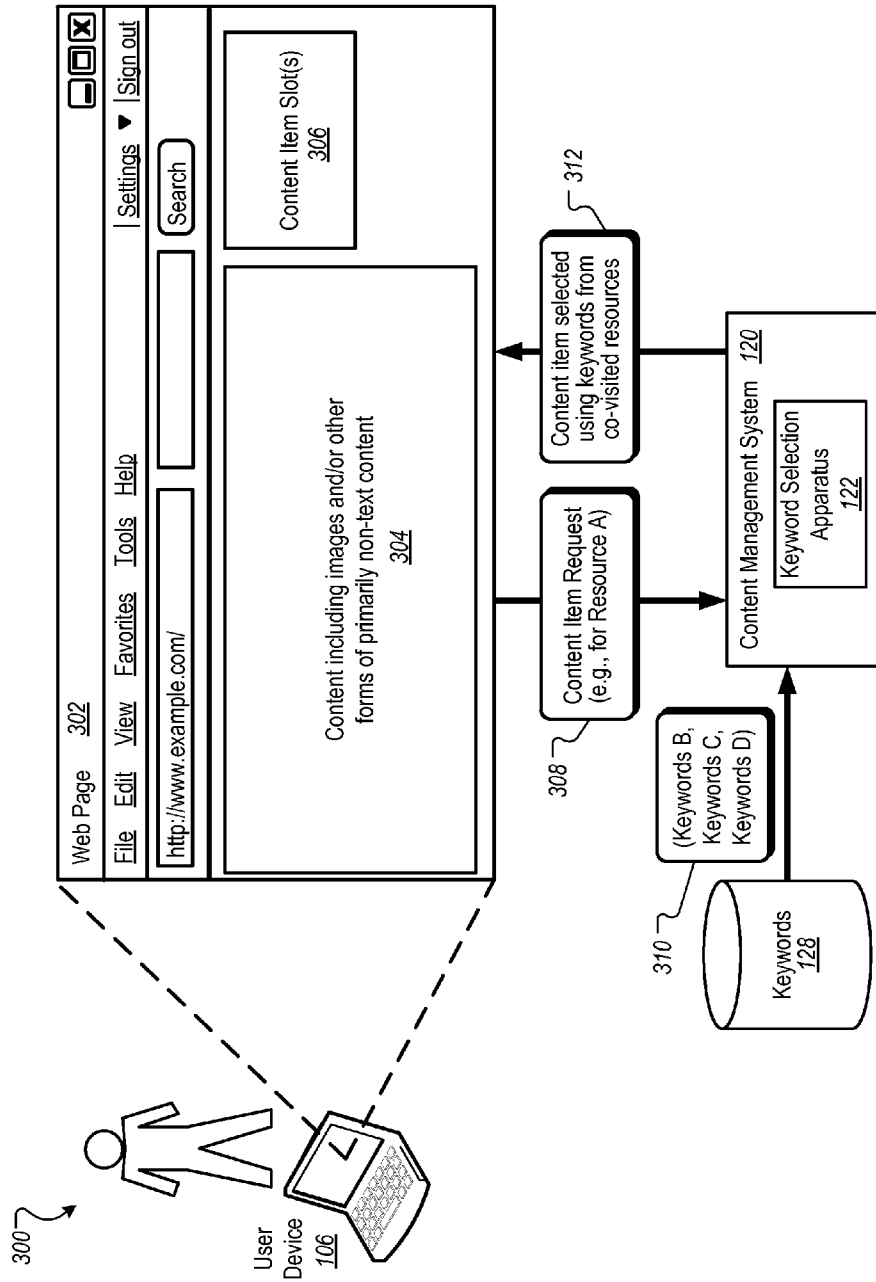 300
User
Device
106
Web Page 302
File Edit View Favorites Tools Help
| Settings ▼ | Sign out
http://www.example.com/
Search
Content including images and/or other
forms of primarily non-text content
304
Content Item Slot(s)
306
308
Content Item Request
(e.g., for Resource A)
Content item selected
using keywords from
co-visited resources
312
310
(Keywords B,
Keywords C,
Keywords D)
Keywords
128
Content Management System 120
Keyword Selection
Apparatus
122